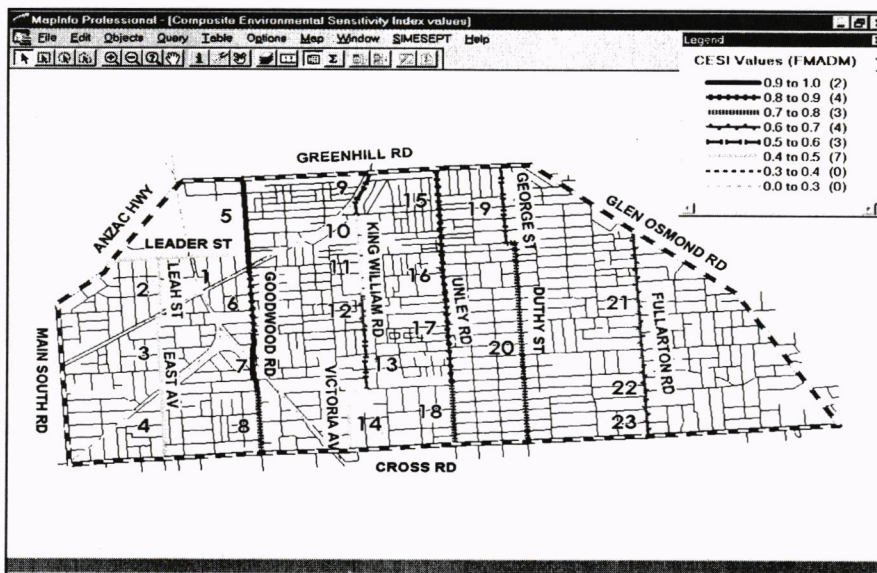 MapInfo Professional - [Composite Environmental Sensitivity Index values]
File Edit Objects Query Table Options Map Window SIMESEPT Help
Legend
CESI Values (FMADM)
0.9 to 1.0 (2)
0.8 to 0.9 (4)
0.7 to 0.8 (3)
0.6 to 0.7 (4)
0.5 to 0.6 (3)
0.4 to 0.5 (7)
0.3 to 0.4 (0)
0.0 to 0.3 (0)
GREENHILL RD
ANZAC HWY
GLEN OSMOND RD
GEORGE ST
9
15
19
5
10
LEADER ST
KING WILLIAM RD
1
11
16
2
LEAH ST
6
GOODWOOD RD
UNLEY RD
DUTHY ST
21
FULLARTON RD
12
17
MAIN SOUTH RD
3
EAST AV
7
VICTORIA AV
13
20
22
4
8
14
18
23
CROSS RD